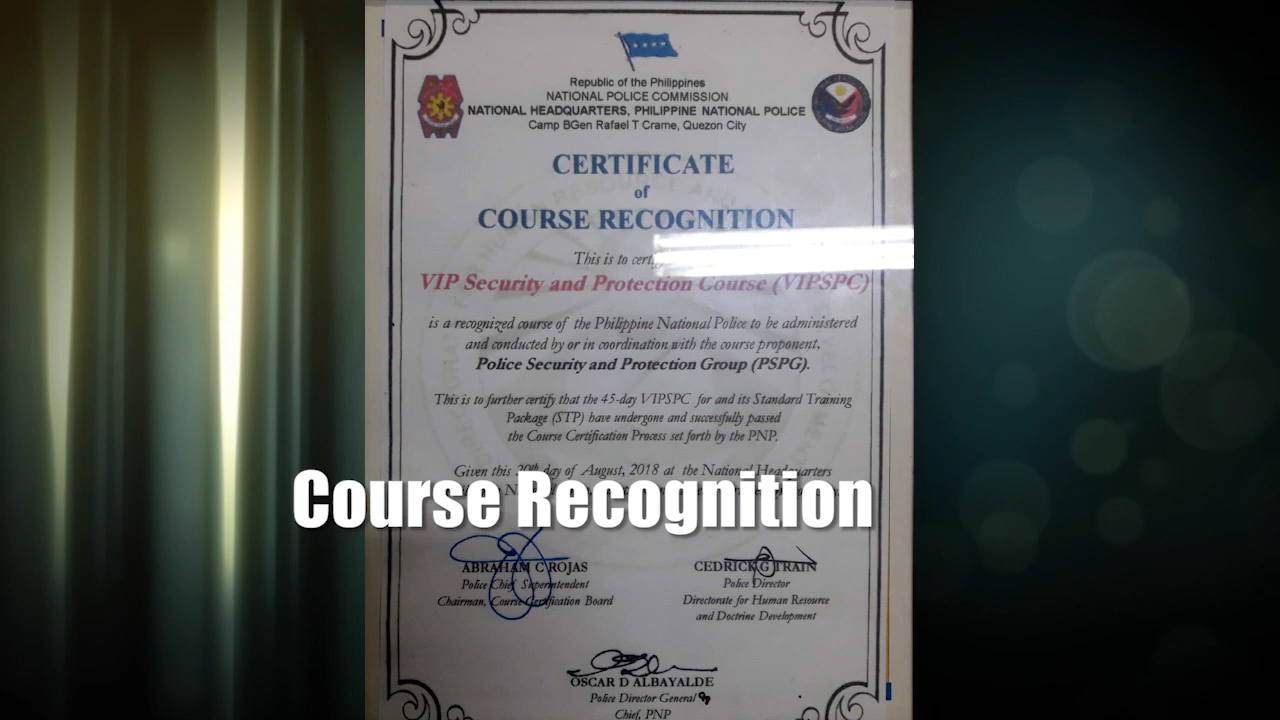 Republic of the Philippines
NATIONAL POLICE COMMISSION
NATIONAL HEADQUARTERS, PHILIPPINE NATIONAL POLICE
Camp BGen Rafael T Crame, Quezon City
CERTIFICATE
of
COURSE RECOGNITION
This is to
VIP Security and Protection Course (VIPSPC)
is a recognized course of the Philippine National Police to be administered
and conducted by or in coordination with the course proponent,
Police Security and Protection Group (PSPG).
This is to further certify that the 45-day VIPSPC for and its Standard Training
Package (STP) have undergone and successfully passed
the Course Certification Process set forth by the PNP.
Given this day of August, 2018 at the National Headquarters
Course Recognition
ABRAHAM C ROJAS
Police Chief Superintendent
Chairman, Course Certification Board
CEDRICK G TRAIN
Police Director
Directorate for Human Resource
and Doctrine Development
OSCAR D ALBAYALDE
Police Director General
Chief, PNP